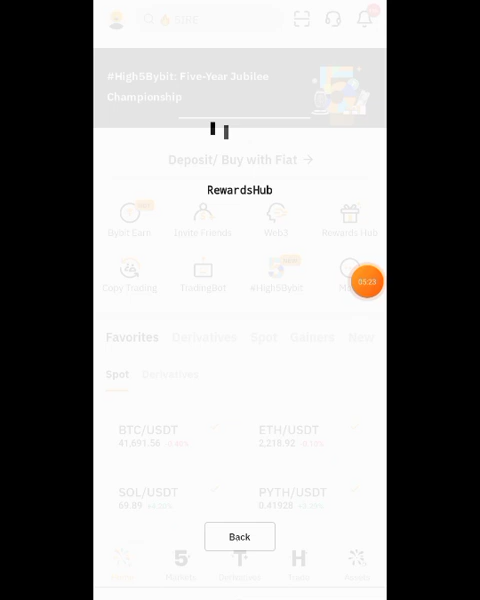 $IRE
#High5Bybit: Five-Year Jubilee
Championship
Deposit/ Buy with Fiat →
RewardsHub
Bybit Earn
Invite Friends
Web3
Rewards Hub
Copy Trading
TradingBot
#High5Bybit
05:23
Favorites Derivatives Spot Gainers New
Spot Derivatives
BTC/USDT
41,691.56
ETH/USDT
2,218.92
SOL/USDT
69.89
PYTH/USDT
0.41928
Back